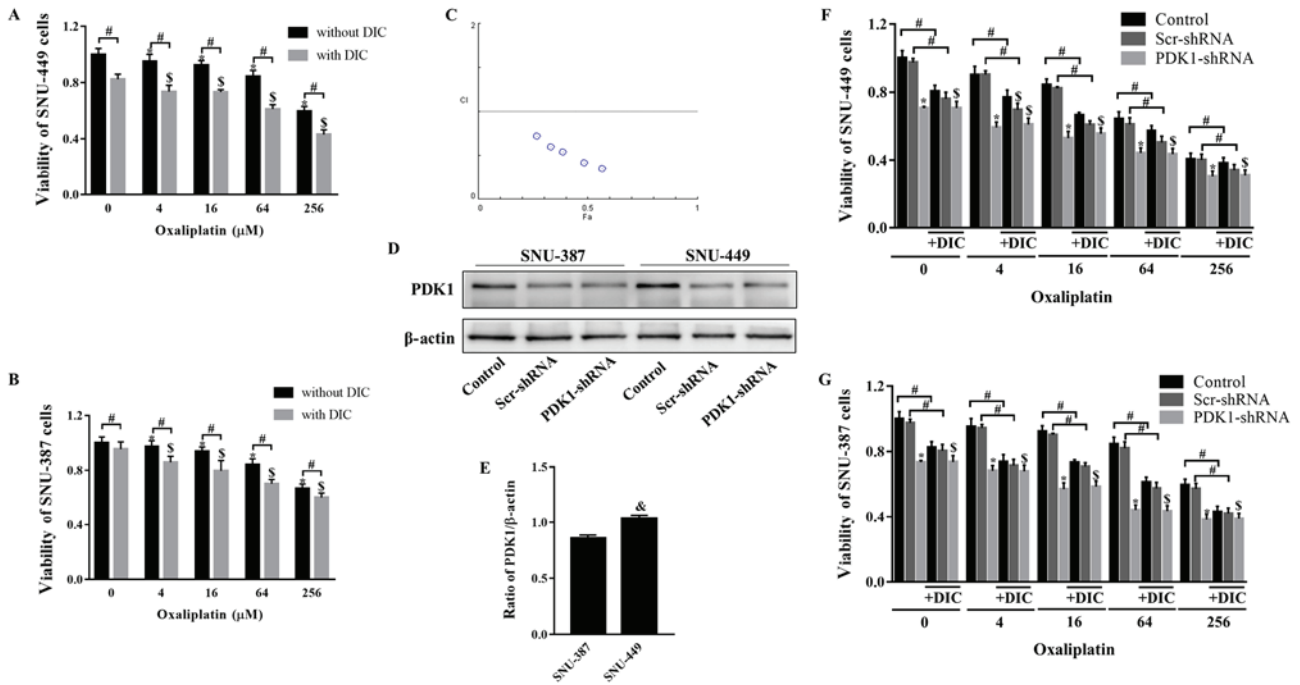 A
Viability of SNU-449 cells
1.2
0.8
0.4
0.0
# # # # #
* * * *
$ $ $ $
without DIC
with DIC
0 4 16 64 256
Oxaliplatin (μM)
B
Viability of SNU-387 cells
1.2
0.8
0.4
0.0
# # # # #
* * * *
$ $ $ $
without DIC
with DIC
0 4 16 64 256
Oxaliplatin (μM)
C
2
CI
0
0 0.5 1
Fa
D
SNU-387 SNU-449
PDK1
β-actin
Control Scr-shRNA PDK1-shRNA Control Scr-shRNA PDK1-shRNA
E
Ratio of PDK1/β-actin
1.5
1.0
0.5
0.0
&
SNU-387 SNU-449
F
Viability of SNU-449 cells
1.2
0.8
0.4
0.0
Control
Scr-shRNA
PDK1-shRNA
# # # # #
# # # # #
* * * * *
$ $ $ $ $
+DIC +DIC +DIC +DIC +DIC
0 4 16 64 256
Oxaliplatin
G
Viability of SNU-387 cells
1.2
0.8
0.4
0.0
Control
Scr-shRNA
PDK1-shRNA
# # # # #
# # # # #
* * * * *
$ $ $ $ $
+DIC +DIC +DIC +DIC +DIC
0 4 16 64 256
Oxaliplatin